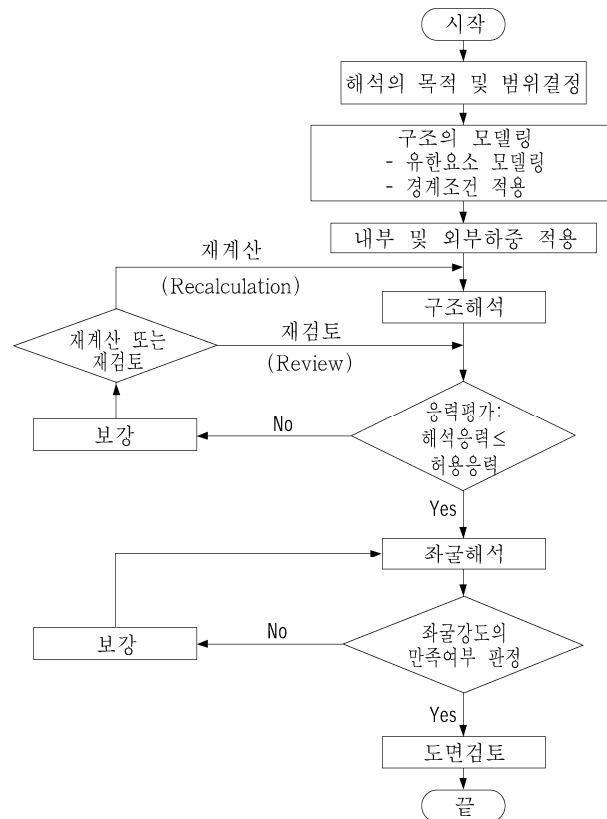 시작
해석의 목적 및 범위결정
구조의 모델링
- 유한요소 모델링
- 경계조건 적용
내부 및 외부하중 적용
재계산
(Recalculation)
구조해석
재계산 또는
재검토
재검토
(Review)
응력평가:
해석응력≤
허용응력
No
보강
Yes
좌굴해석
좌굴강도의
만족여부 판정
No
보강
Yes
도면검토
끝